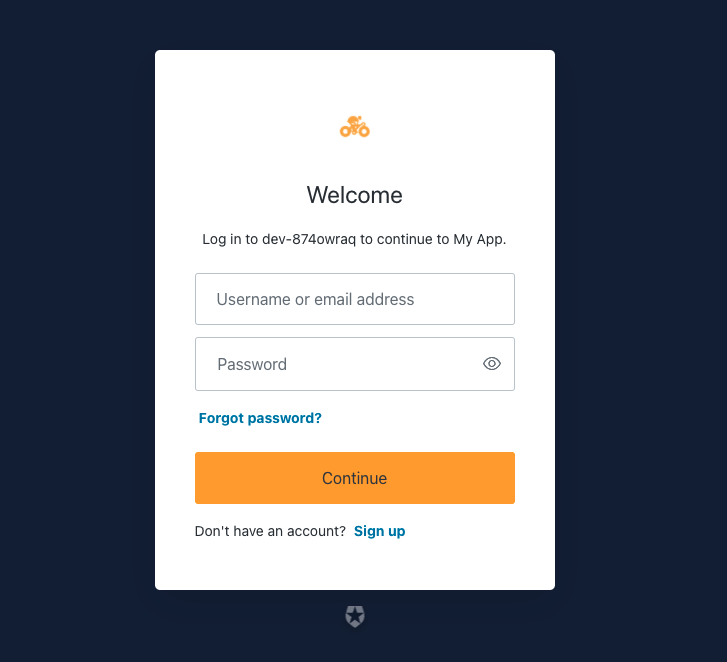 Welcome
Log in to dev-874owraq to continue to My App.
Username or email address
Password
Forgot password?
Continue
Don't have an account? Sign up